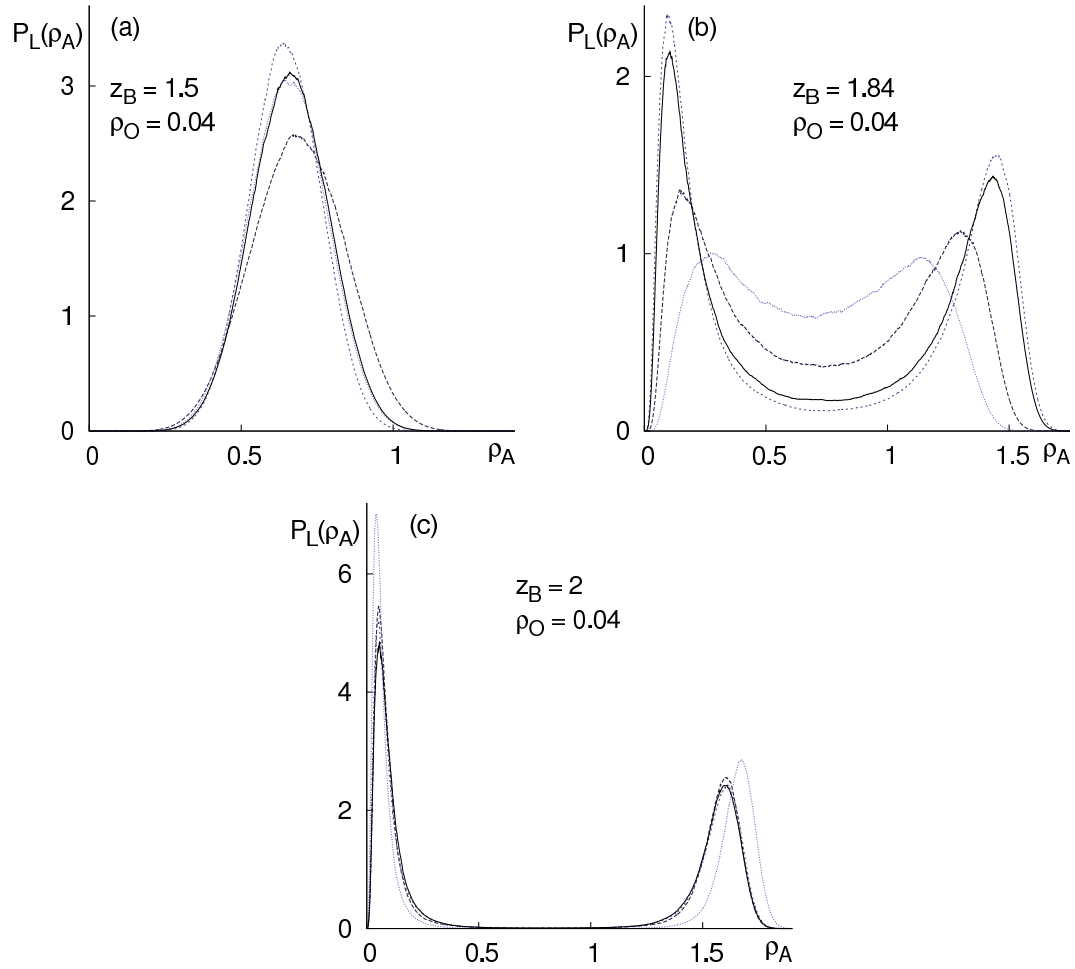 P_L(ρ_A) (a)
z_B = 1.5
ρ_O = 0.04
3
2
1
0
0 0.5 1 ρ_A
P_L(ρ_A) (b)
z_B = 1.84
ρ_O = 0.04
2
1
0
0 0.5 1 1.5 ρ_A
P_L(ρ_A) (c)
z_B = 2
ρ_O = 0.04
6
4
2
0
0 0.5 1 1.5 ρ_A